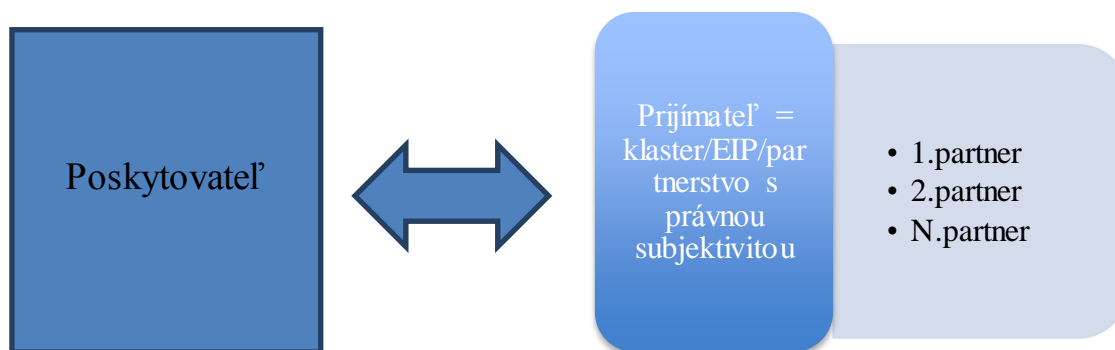 Poskytovateľ
Prijímateľ =
klaster/EIP/par
tnerstvo s
právnou
subjektivitou
• 1.partner
• 2.partner
• N.partner